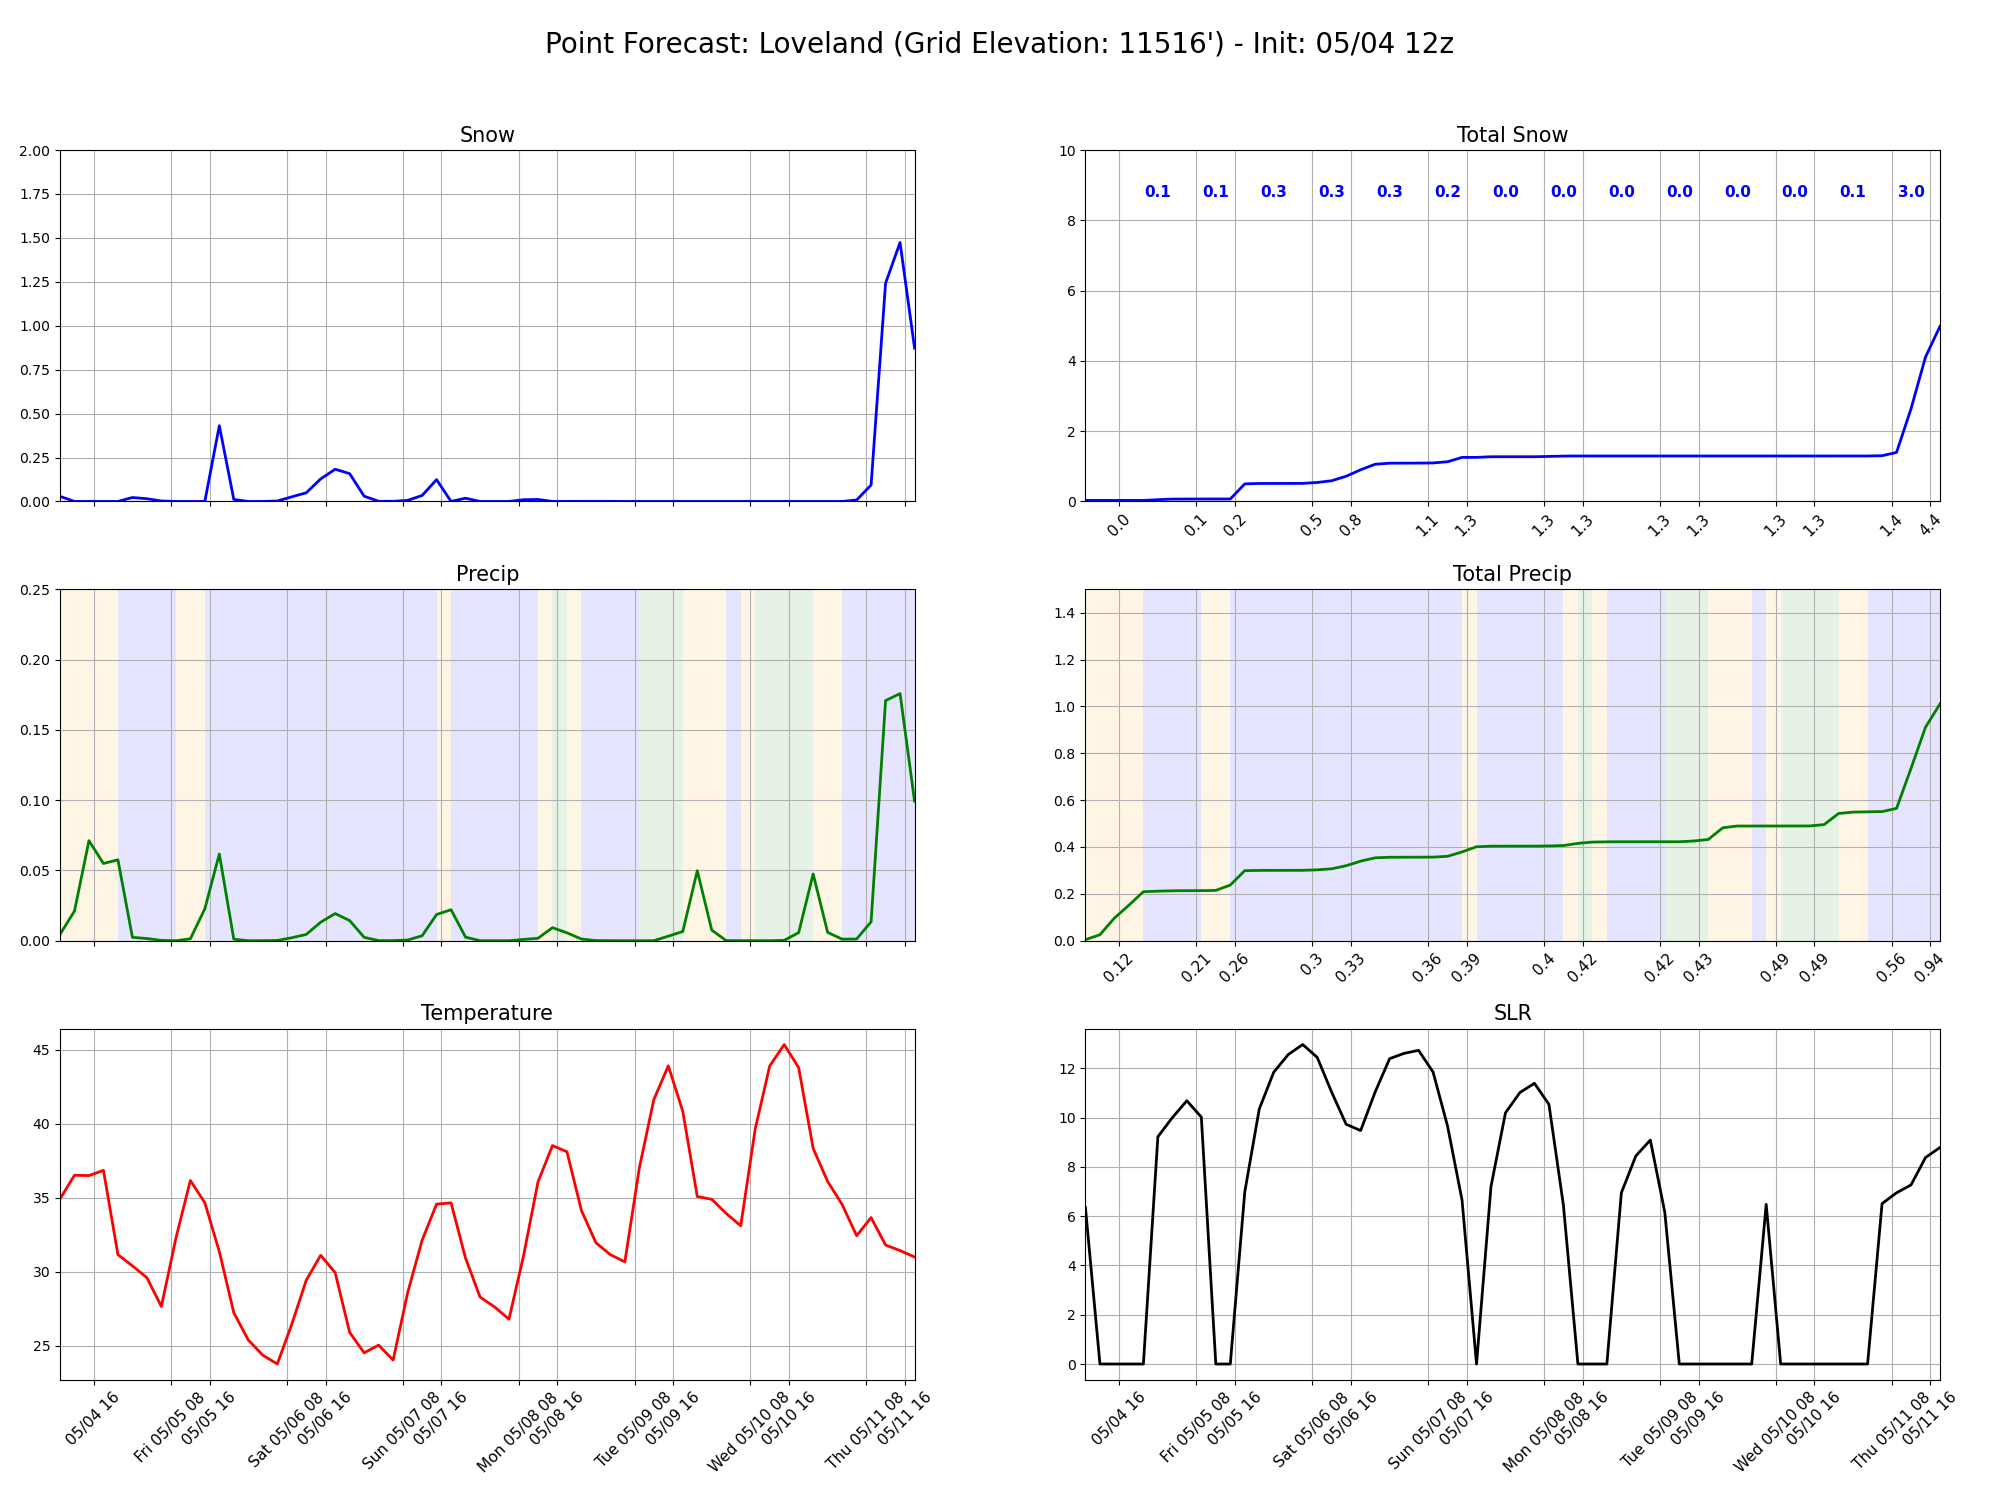 Point Forecast: Loveland (Grid Elevation: 11516') - Init: 05/04 12z
Snow
2.00
1.75
1.50
1.25
1.00
0.75
0.50
0.25
0.00
Total Snow
10
8
6
4
2
0
0.1 0.1 0.3 0.3 0.3 0.2 0.0 0.0 0.0 0.0 0.0 0.0 0.1 3.0
0.0 0.1 0.2 0.5 0.8 1.1 1.3 1.3 1.3 1.3 1.3 1.3 1.3 1.4 4.4
Precip
0.25
0.20
0.15
0.10
0.05
0.00
Total Precip
1.4
1.2
1.0
0.8
0.6
0.4
0.2
0.0
0.12 0.21 0.26 0.3 0.33 0.36 0.39 0.4 0.42 0.42 0.43 0.49 0.49 0.56 0.94
Temperature
45
40
35
30
25
05/04 16
Fri 05/05 08
05/05 16
Sat 05/06 08
05/06 16
Sun 05/07 08
05/07 16
Mon 05/08 08
05/08 16
Tue 05/09 08
05/09 16
Wed 05/10 08
05/10 16
Thu 05/11 08
05/11 16
SLR
12
10
8
6
4
2
0
05/04 16
Fri 05/05 08
05/05 16
Sat 05/06 08
05/06 16
Sun 05/07 08
05/07 16
Mon 05/08 08
05/08 16
Tue 05/09 08
05/09 16
Wed 05/10 08
05/10 16
Thu 05/11 08
05/11 16